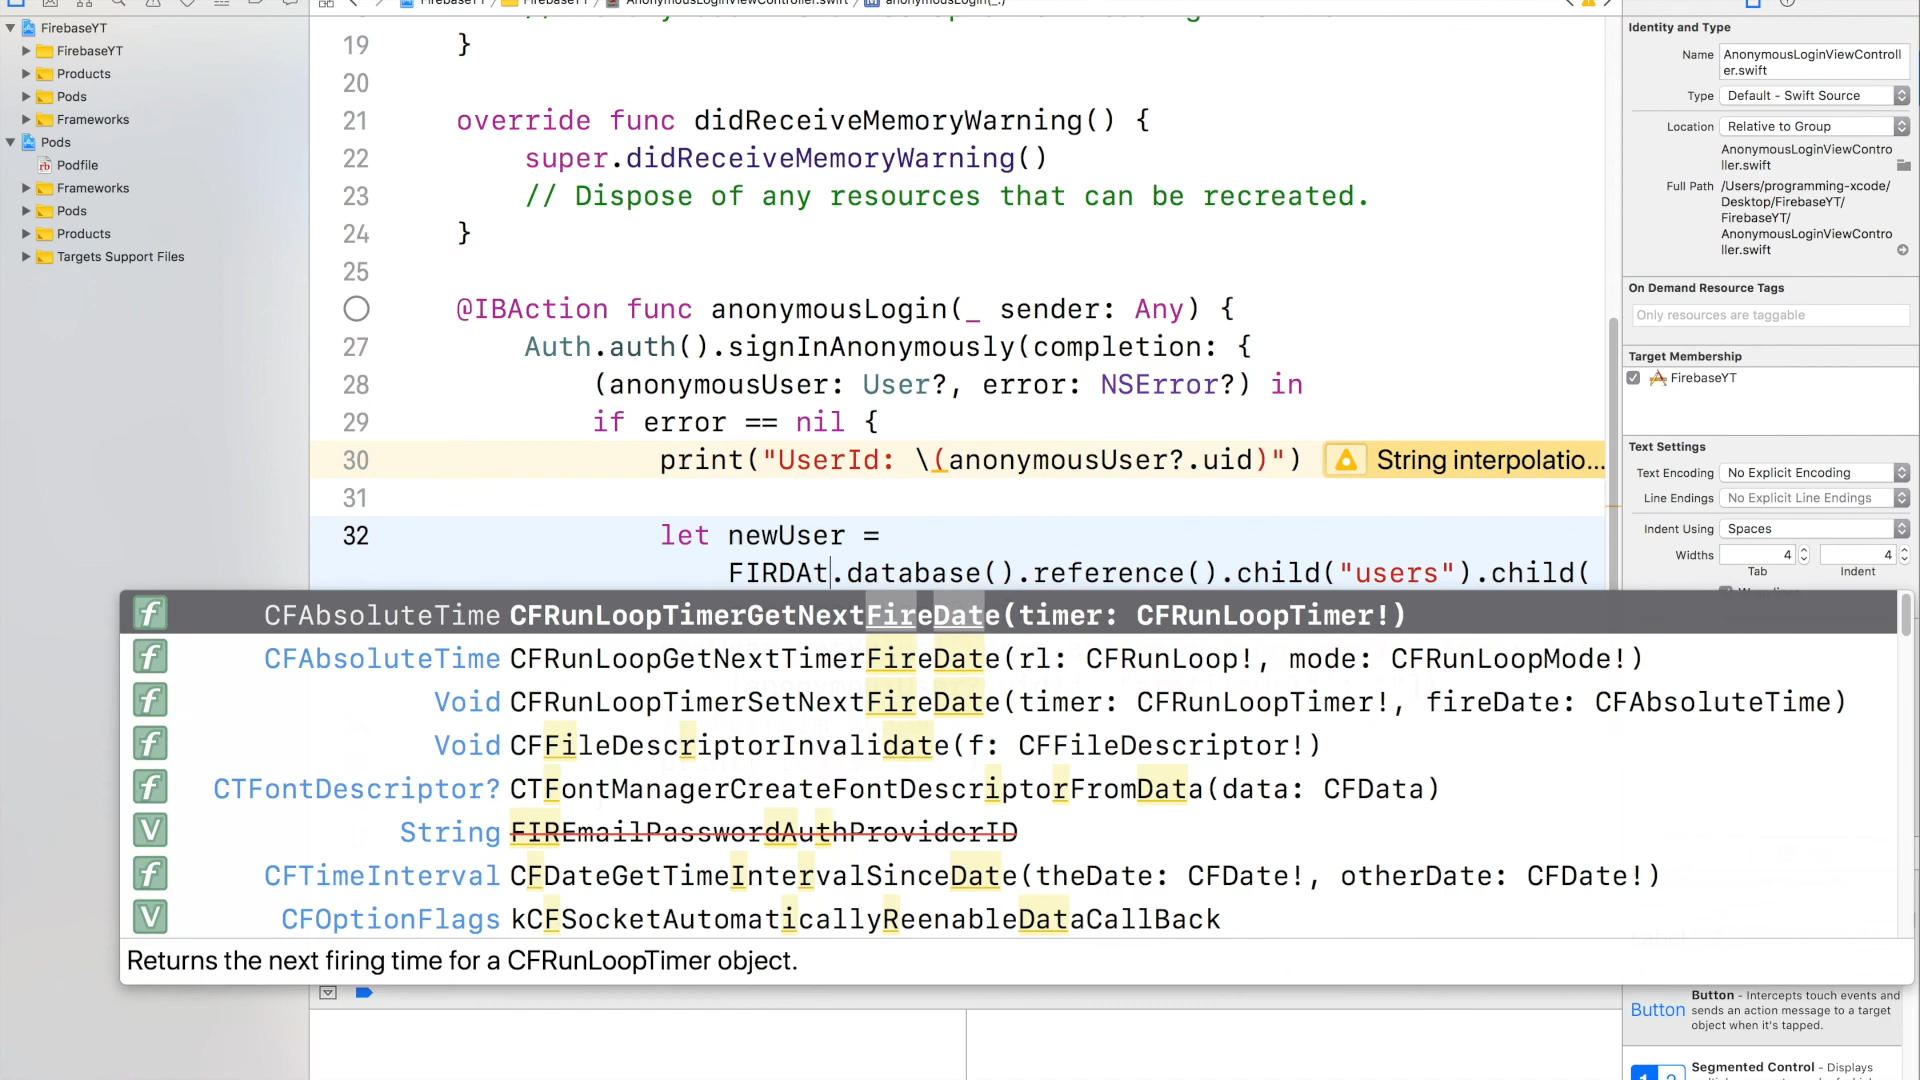 FirebaseYT
FirebaseYT
Products
Pods
Frameworks
Pods
Podfile
Frameworks
Pods
Products
Targets Support Files
19 }
20
21 override func didReceiveMemoryWarning() {
22 super.didReceiveMemoryWarning()
23 // Dispose of any resources that can be recreated.
24 }
25
@IBAction func anonymousLogin(_ sender: Any) {
27 Auth.auth().signInAnonymously(completion: {
28 (anonymousUser: User?, error: NSError?) in
29 if error == nil {
30 print("UserId: \(anonymousUser?.uid)") String interpolatio...
31
32 let newUser =
FIRDAt.database().reference().child("users").child(
CFAbsoluteTime CFRunLoopTimerGetNextFireDate(timer: CFRunLoopTimer!)
CFAbsoluteTime CFRunLoopGetNextTimerFireDate(rl: CFRunLoop!, mode: CFRunLoopMode!)
Void CFRunLoopTimerSetNextFireDate(timer: CFRunLoopTimer!, fireDate: CFAbsoluteTime)
Void CFFileDescriptorInvalidate(f: CFFileDescriptor!)
CTFontDescriptor? CTFontManagerCreateFontDescriptorFromData(data: CFData)
String FIREmailPasswordAuthProviderID
CFTimeInterval CFDateGetTimeIntervalSinceDate(theDate: CFDate!, otherDate: CFDate!)
CFOptionFlags kCFSocketAutomaticallyReenableDataCallBack
Returns the next firing time for a CFRunLoopTimer object.
Identity and Type
Name AnonymousLoginViewControll
er.swift
Type Default - Swift Source
Location Relative to Group
AnonymousLoginViewContro
ller.swift
Full Path /Users/programming-xcode/
Desktop/FirebaseYT/
FirebaseYT/
AnonymousLoginViewContro
ller.swift
On Demand Resource Tags
Only resources are taggable
Target Membership
FirebaseYT
Text Settings
Text Encoding No Explicit Encoding
Line Endings No Explicit Line Endings
Indent Using Spaces
Widths 4 4
Tab Indent
Button Button - Intercepts touch events and
sends an action message to a target
object when it's tapped.
Segmented Control - Displays